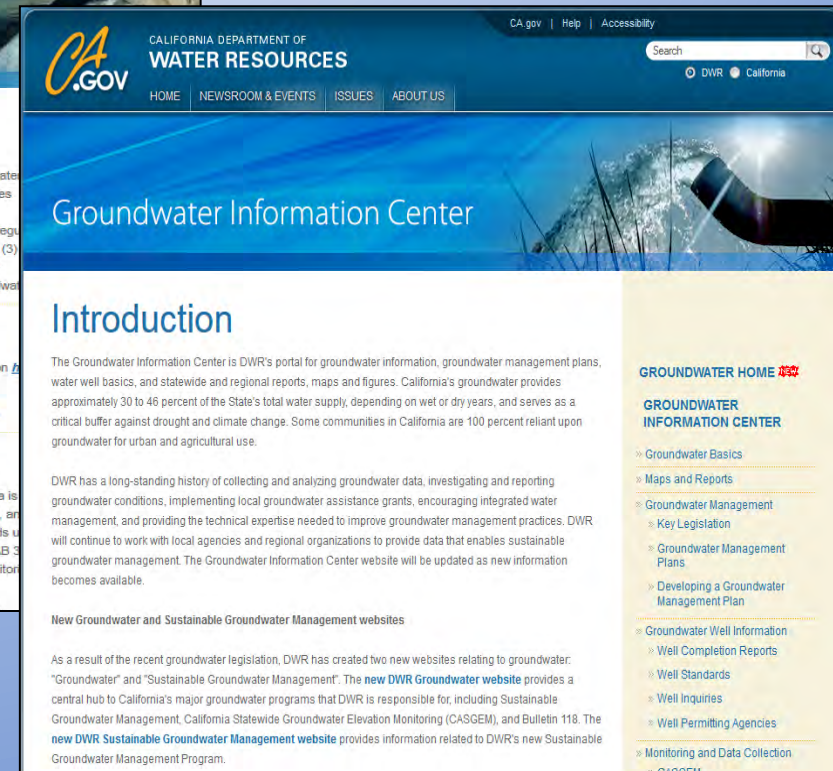 CA.gov | Help | Accessibility
CA
.GOV
CALIFORNIA DEPARTMENT OF
WATER RESOURCES
Search
DWR California
HOME NEWSROOM & EVENTS ISSUES ABOUT US
Groundwater Information Center
Introduction
The Groundwater Information Center is DWR's portal for groundwater information, groundwater management plans,
water well basics, and statewide and regional reports, maps and figures. California's groundwater provides
approximately 30 to 46 percent of the State's total water supply, depending on wet or dry years, and serves as a
critical buffer against drought and climate change. Some communities in California are 100 percent reliant upon
groundwater for urban and agricultural use.
DWR has a long-standing history of collecting and analyzing groundwater data, investigating and reporting
groundwater conditions, implementing local groundwater assistance grants, encouraging integrated water
management, and providing the technical expertise needed to improve groundwater management practices. DWR
will continue to work with local agencies and regional organizations to provide data that enables sustainable
groundwater management. The Groundwater Information Center website will be updated as new information
becomes available.
New Groundwater and Sustainable Groundwater Management websites
As a result of the recent groundwater legislation, DWR has created two new websites relating to groundwater:
"Groundwater" and "Sustainable Groundwater Management". The new DWR Groundwater website provides a
central hub to California's major groundwater programs that DWR is responsible for, including Sustainable
Groundwater Management, California Statewide Groundwater Elevation Monitoring (CASGEM), and Bulletin 118. The
new DWR Sustainable Groundwater Management website provides information related to DWR's new Sustainable
Groundwater Management Program.
GROUNDWATER HOME NEW
GROUNDWATER
INFORMATION CENTER
» Groundwater Basics
» Maps and Reports
» Groundwater Management
» Key Legislation
» Groundwater Management
Plans
» Developing a Groundwater
Management Plan
» Groundwater Well Information
» Well Completion Reports
» Well Standards
» Well Inquiries
» Well Permitting Agencies
» Monitoring and Data Collection
» CASGEM